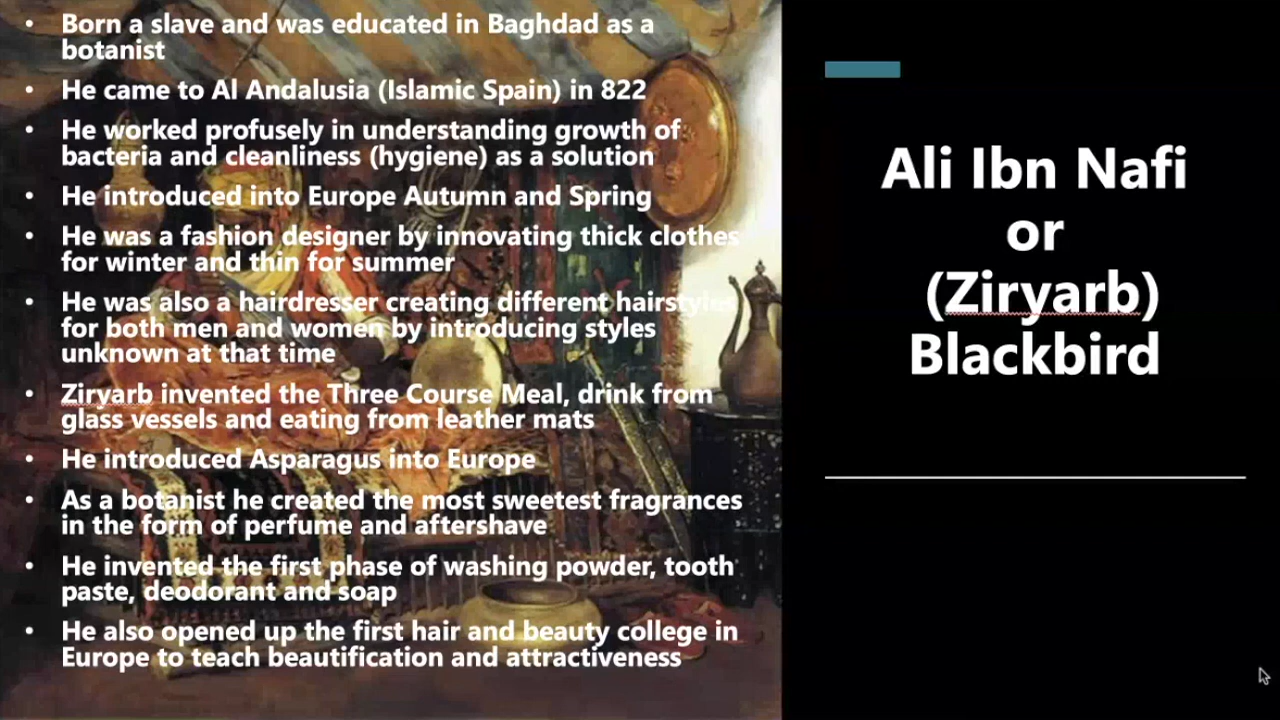 • Born a slave and was educated in Baghdad as a
botanist
• He came to Al Andalusia (Islamic Spain) in 822
• He worked profusely in understanding growth of
bacteria and cleanliness (hygiene) as a solution
• He introduced into Europe Autumn and Spring
• He was a fashion designer by innovating thick clothes
for winter and thin for summer
• He was also a hairdresser creating different hairstyles
for both men and women by introducing styles
unknown at that time
• Ziryarb invented the Three Course Meal, drink from
glass vessels and eating from leather mats
• He introduced Asparagus into Europe
• As a botanist he created the most sweetest fragrances
in the form of perfume and aftershave
• He invented the first phase of washing powder, tooth
paste, deodorant and soap
• He also opened up the first hair and beauty college in
Europe to teach beautification and attractiveness
Ali Ibn Nafi
or
(Ziryarb)
Blackbird